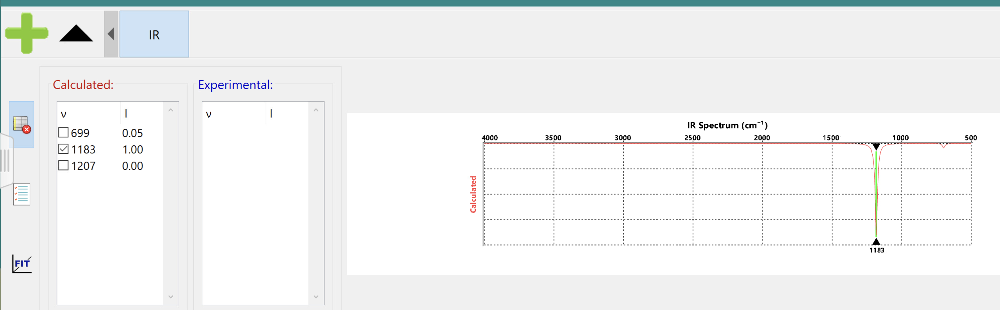 IR
Calculated:
ν I
699 0.05
1183 1.00
1207 0.00
Experimental:
ν I
FIT
IR Spectrum (cm⁻¹)
4000 3500 3000 2500 2000 1500 1000 500
Calculated
1183